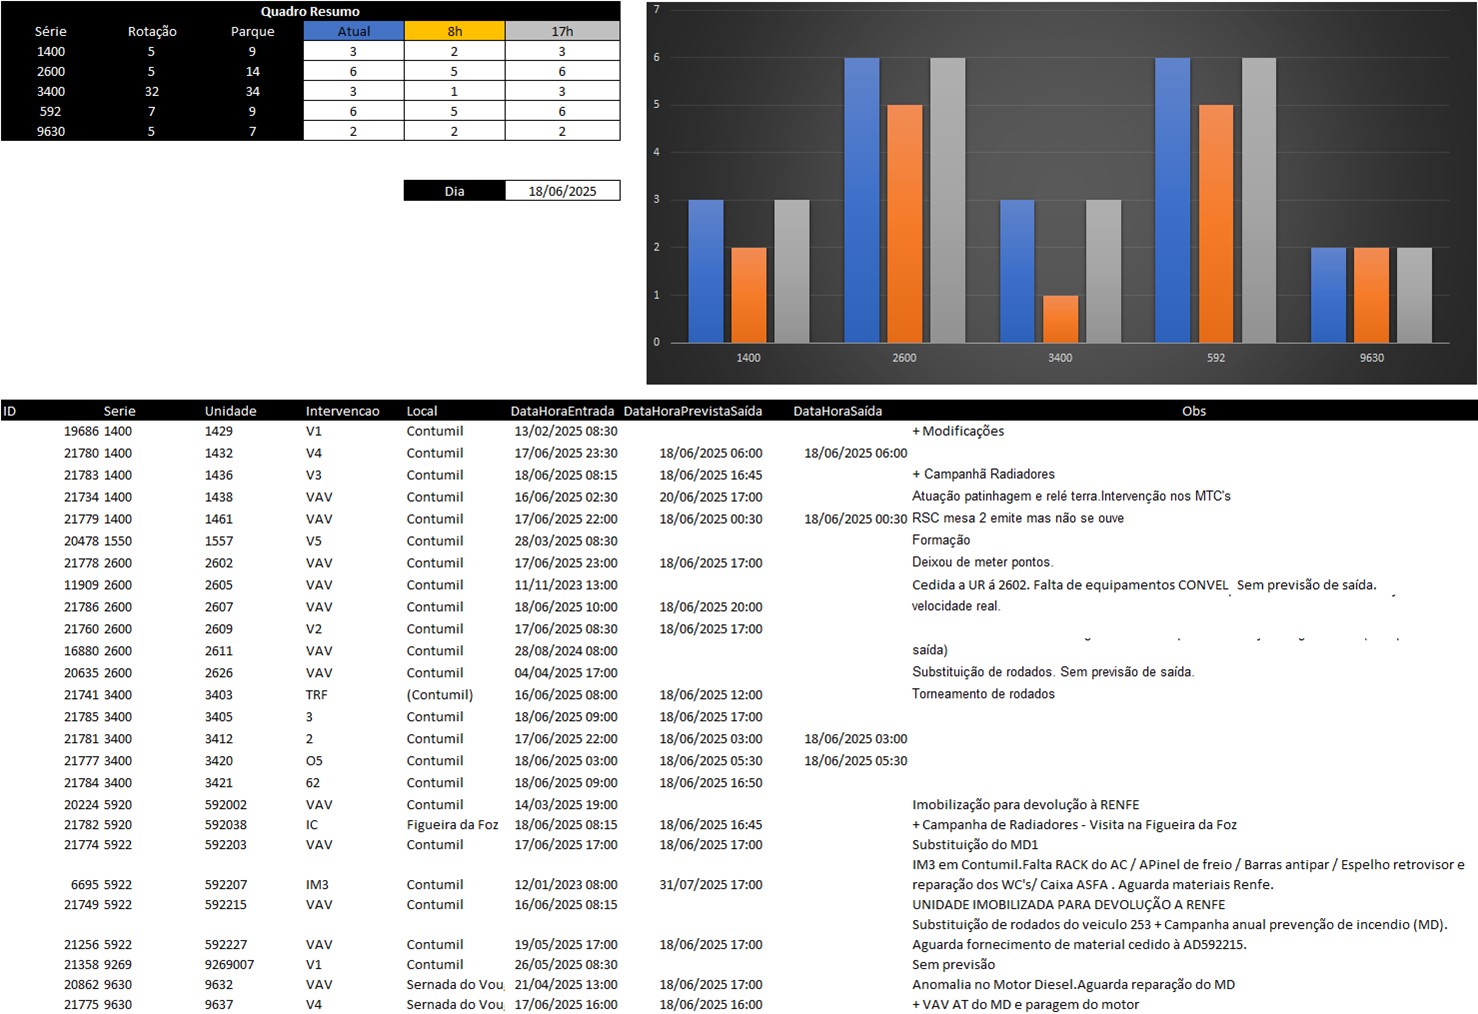 Quadro Resumo
Série Rotação Parque Atual 8h 17h
1400 5 9 3 2 3
2600 5 14 6 5 6
3400 32 34 3 1 3
592 7 9 6 5 6
9630 5 7 2 2 2
Dia 18/06/2025
7
6
5
4
3
2
1
0
1400 2600 3400 592 9630
ID Serie Unidade Intervencao Local DataHoraEntrada DataHoraPrevistaSaída DataHoraSaída Obs
19686 1400 1429 V1 Contumil 13/02/2025 08:30 + Modificações
21780 1400 1432 V4 Contumil 17/06/2025 23:30 18/06/2025 06:00 18/06/2025 06:00
21783 1400 1436 V3 Contumil 18/06/2025 08:15 18/06/2025 16:45 + Campanhã Radiadores
21734 1400 1438 VAV Contumil 16/06/2025 02:30 20/06/2025 17:00 Atuação patinhagem e relé terra.Intervenção nos MTC's
21779 1400 1461 VAV Contumil 17/06/2025 22:00 18/06/2025 00:30 18/06/2025 00:30 RSC mesa 2 emite mas não se ouve
20478 1550 1557 V5 Contumil 28/03/2025 08:30 Formação
21778 2600 2602 VAV Contumil 17/06/2025 23:00 18/06/2025 17:00 Deixou de meter pontos.
11909 2600 2605 VAV Contumil 11/11/2023 13:00 Cedida a UR á 2602. Falta de equipamentos CONVEL Sem previsão de saída.
21786 2600 2607 VAV Contumil 18/06/2025 10:00 18/06/2025 20:00 velocidade real.
21760 2600 2609 V2 Contumil 17/06/2025 08:30 18/06/2025 17:00
16880 2600 2611 VAV Contumil 28/08/2024 08:00 saída)
20635 2600 2626 VAV Contumil 04/04/2025 17:00 Substituição de rodados. Sem previsão de saída.
21741 3400 3403 TRF (Contumil) 16/06/2025 08:00 18/06/2025 12:00 Torneamento de rodados
21785 3400 3405 3 Contumil 18/06/2025 09:00 18/06/2025 17:00
21781 3400 3412 2 Contumil 17/06/2025 22:00 18/06/2025 03:00 18/06/2025 03:00
21777 3400 3420 O5 Contumil 18/06/2025 03:00 18/06/2025 05:30 18/06/2025 05:30
21784 3400 3421 62 Contumil 18/06/2025 09:00 18/06/2025 16:50
20224 5920 592002 VAV Contumil 14/03/2025 19:00 Imobilização para devolução à RENFE
21782 5920 592038 IC Figueira da Foz 18/06/2025 08:15 18/06/2025 16:45 + Campanha de Radiadores - Visita na Figueira da Foz
21774 5922 592203 VAV Contumil 17/06/2025 17:00 18/06/2025 17:00 Substituição do MD1
IM3 em Contumil.Falta RACK do AC / APinel de freio / Barras antipar / Espelho retrovisor e
6695 5922 592207 IM3 Contumil 12/01/2023 08:00 31/07/2025 17:00 reparação dos WC's/ Caixa ASFA . Aguarda materiais Renfe.
21749 5922 592215 VAV Contumil 16/06/2025 08:15 UNIDADE IMOBILIZADA PARA DEVOLUÇÃO A RENFE
Substituição de rodados do veiculo 253 + Campanha anual prevenção de incendio (MD).
21256 5922 592227 VAV Contumil 19/05/2025 17:00 18/06/2025 17:00 Aguarda fornecimento de material cedido à AD592215.
21358 9269 9269007 V1 Contumil 26/05/2025 08:30 Sem previsão
20862 9630 9632 VAV Sernada do Vou 21/04/2025 13:00 18/06/2025 17:00 Anomalia no Motor Diesel.Aguarda reparação do MD
21775 9630 9637 V4 Sernada do Vou 17/06/2025 16:00 18/06/2025 16:00 + VAV AT do MD e paragem do motor